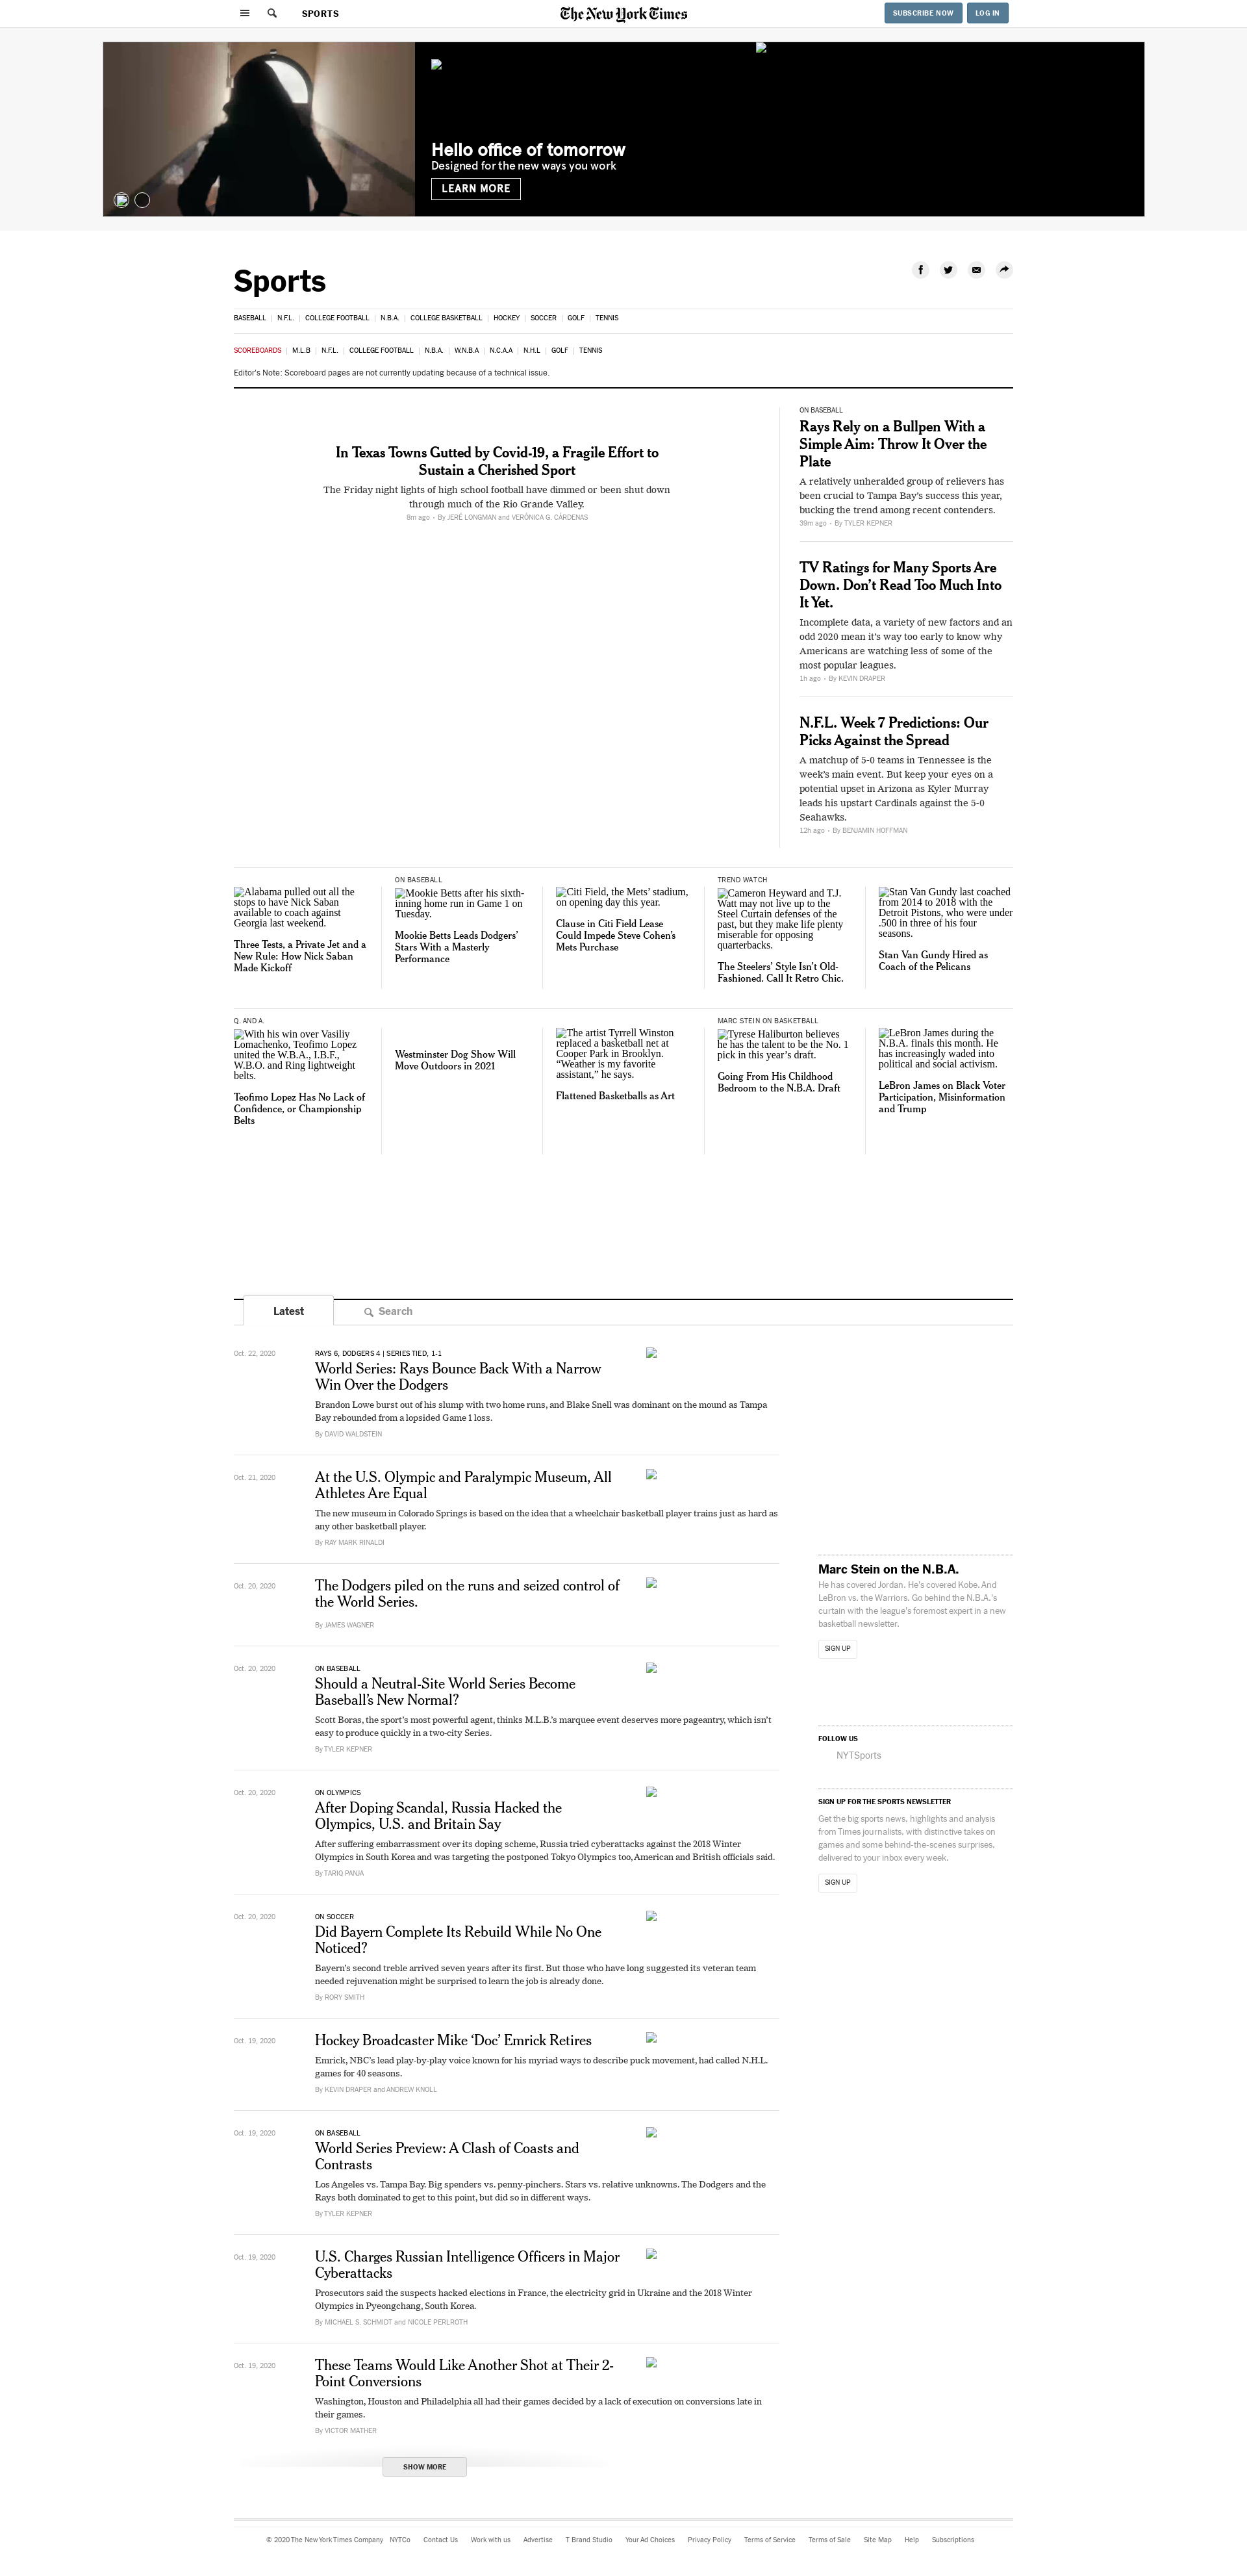 SPORTS
The New York Times
SUBSCRIBE NOW
LOG IN
Hello office of tomorrow
Designed for the new ways you work
LEARN MORE
Sports
BASEBALL | N.F.L. | COLLEGE FOOTBALL | N.B.A. | COLLEGE BASKETBALL | HOCKEY | SOCCER | GOLF | TENNIS
SCOREBOARDS | M.L.B | N.F.L. | COLLEGE FOOTBALL | N.B.A. | W.N.B.A | N.C.A.A | N.H.L | GOLF | TENNIS
Editor's Note: Scoreboard pages are not currently updating because of a technical issue.
In Texas Towns Gutted by Covid-19, a Fragile Effort to
Sustain a Cherished Sport
The Friday night lights of high school football have dimmed or been shut down
through much of the Rio Grande Valley.
8m ago • By JERÉ LONGMAN and VERÓNICA G. CÁRDENAS
ON BASEBALL
Rays Rely on a Bullpen With a
Simple Aim: Throw It Over the
Plate
A relatively unheralded group of relievers has
been crucial to Tampa Bay's success this year,
bucking the trend among recent contenders.
39m ago • By TYLER KEPNER
TV Ratings for Many Sports Are
Down. Don't Read Too Much Into
It Yet.
Incomplete data, a variety of new factors and an
odd 2020 mean it's way too early to know why
Americans are watching less of some of the
most popular leagues.
1h ago • By KEVIN DRAPER
N.F.L. Week 7 Predictions: Our
Picks Against the Spread
A matchup of 5-0 teams in Tennessee is the
week's main event. But keep your eyes on a
potential upset in Arizona as Kyler Murray
leads his upstart Cardinals against the 5-0
Seahawks.
12h ago • By BENJAMIN HOFFMAN
Alabama pulled out all the
stops to have Nick Saban
available to coach against
Georgia last weekend.
Three Tests, a Private Jet and a
New Rule: How Nick Saban
Made Kickoff
ON BASEBALL
Mookie Betts after his sixth-
inning home run in Game 1 on
Tuesday.
Mookie Betts Leads Dodgers'
Stars With a Masterly
Performance
Citi Field, the Mets' stadium,
on opening day this year.
Clause in Citi Field Lease
Could Impede Steve Cohen's
Mets Purchase
TREND WATCH
Cameron Heyward and T.J.
Watt may not live up to the
Steel Curtain defenses of the
past, but they make life plenty
miserable for opposing
quarterbacks.
The Steelers' Style Isn't Old-
Fashioned. Call It Retro Chic.
Stan Van Gundy last coached
from 2014 to 2018 with the
Detroit Pistons, who were under
.500 in three of his four
seasons.
Stan Van Gundy Hired as
Coach of the Pelicans
Q. AND A.
With his win over Vasiliy
Lomachenko, Teofimo Lopez
united the W.B.A., I.B.F.,
W.B.O. and Ring lightweight
belts.
Teofimo Lopez Has No Lack of
Confidence, or Championship
Belts
Westminster Dog Show Will
Move Outdoors in 2021
The artist Tyrrell Winston
replaced a basketball net at
Cooper Park in Brooklyn.
“Weather is my favorite
assistant,” he says.
Flattened Basketballs as Art
MARC STEIN ON BASKETBALL
Tyrese Haliburton believes
he has the talent to be the No. 1
pick in this year's draft.
Going From His Childhood
Bedroom to the N.B.A. Draft
LeBron James during the
N.B.A. finals this month. He
has increasingly waded into
political and social activism.
LeBron James on Black Voter
Participation, Misinformation
and Trump
Latest
Search
Oct. 22, 2020
RAYS 6, DODGERS 4 | SERIES TIED, 1-1
World Series: Rays Bounce Back With a Narrow
Win Over the Dodgers
Brandon Lowe burst out of his slump with two home runs, and Blake Snell was dominant on the mound as Tampa
Bay rebounded from a lopsided Game 1 loss.
By DAVID WALDSTEIN
Oct. 21, 2020
At the U.S. Olympic and Paralympic Museum, All
Athletes Are Equal
The new museum in Colorado Springs is based on the idea that a wheelchair basketball player trains just as hard as
any other basketball player.
By RAY MARK RINALDI
Oct. 20, 2020
The Dodgers piled on the runs and seized control of
the World Series.
By JAMES WAGNER
Oct. 20, 2020
ON BASEBALL
Should a Neutral-Site World Series Become
Baseball's New Normal?
Scott Boras, the sport's most powerful agent, thinks M.L.B.'s marquee event deserves more pageantry, which isn't
easy to produce quickly in a two-city Series.
By TYLER KEPNER
Oct. 20, 2020
ON OLYMPICS
After Doping Scandal, Russia Hacked the
Olympics, U.S. and Britain Say
After suffering embarrassment over its doping scheme, Russia tried cyberattacks against the 2018 Winter
Olympics in South Korea and was targeting the postponed Tokyo Olympics too, American and British officials said.
By TARIQ PANJA
Oct. 20, 2020
ON SOCCER
Did Bayern Complete Its Rebuild While No One
Noticed?
Bayern's second treble arrived seven years after its first. But those who have long suggested its veteran team
needed rejuvenation might be surprised to learn the job is already done.
By RORY SMITH
Oct. 19, 2020
Hockey Broadcaster Mike ‘Doc’ Emrick Retires
Emrick, NBC's lead play-by-play voice known for his myriad ways to describe puck movement, had called N.H.L.
games for 40 seasons.
By KEVIN DRAPER and ANDREW KNOLL
Oct. 19, 2020
ON BASEBALL
World Series Preview: A Clash of Coasts and
Contrasts
Los Angeles vs. Tampa Bay. Big spenders vs. penny-pinchers. Stars vs. relative unknowns. The Dodgers and the
Rays both dominated to get to this point, but did so in different ways.
By TYLER KEPNER
Oct. 19, 2020
U.S. Charges Russian Intelligence Officers in Major
Cyberattacks
Prosecutors said the suspects hacked elections in France, the electricity grid in Ukraine and the 2018 Winter
Olympics in Pyeongchang, South Korea.
By MICHAEL S. SCHMIDT and NICOLE PERLROTH
Oct. 19, 2020
These Teams Would Like Another Shot at Their 2-
Point Conversions
Washington, Houston and Philadelphia all had their games decided by a lack of execution on conversions late in
their games.
By VICTOR MATHER
SHOW MORE
Marc Stein on the N.B.A.
He has covered Jordan. He's covered Kobe. And
LeBron vs. the Warriors. Go behind the N.B.A.'s
curtain with the league's foremost expert in a new
basketball newsletter.
SIGN UP
FOLLOW US
NYTSports
SIGN UP FOR THE SPORTS NEWSLETTER
Get the big sports news, highlights and analysis
from Times journalists, with distinctive takes on
games and some behind-the-scenes surprises,
delivered to your inbox every week.
SIGN UP
© 2020 The New York Times Company NYTCo Contact Us Work with us Advertise T Brand Studio Your Ad Choices Privacy Policy Terms of Service Terms of Sale Site Map Help Subscriptions